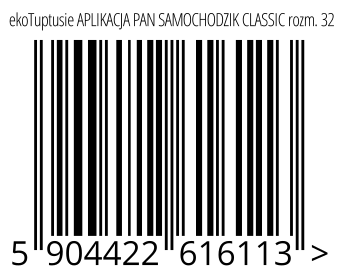 ekoTuptusie APLIKACJA PAN SAMOCHODZIK CLASSIC rozm. 32
5 904422 616113 >